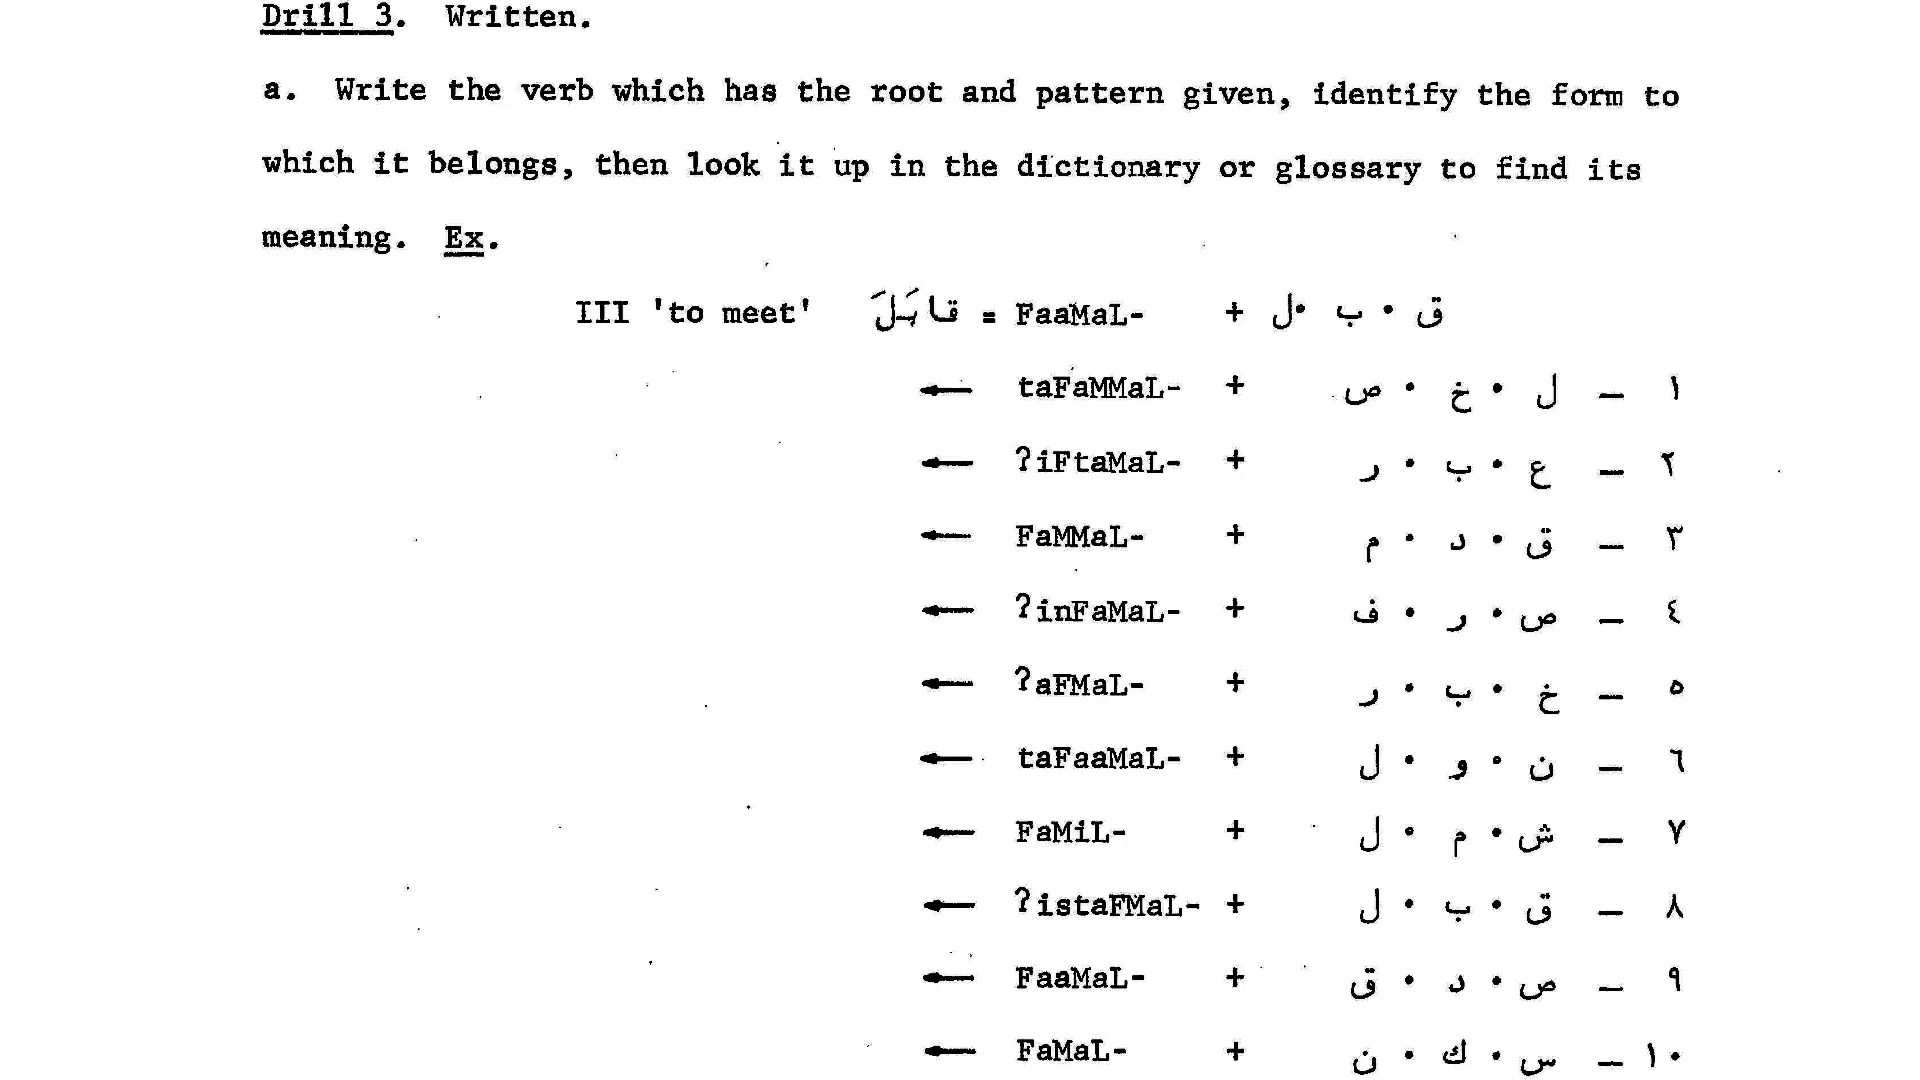 Drill 3. Written.
a. Write the verb which has the root and pattern given, identify the form to
which it belongs, then look it up in the dictionary or glossary to find its
meaning. Ex.
ق · ب · ل + FaaMaL- = قابَلَ III 'to meet'
١ – ل · خ · ص + taFaMMaL- ←
٢ – ع · ب · ر + ?iFtaMaL- ←
٣ – ق · د · م + FaMMaL- ←
٤ – ص · ر · ف + ?inFaMaL- ←
٥ – خ · ب · ر + ?aFMaL- ←
٦ – ن · و · ل + taFaaMaL- ←
٧ – ش · م · ل + FaMiL- ←
٨ – ق · ب · ل + ?istaFMaL- ←
٩ – ص · د · ق + FaaMaL- ←
١٠ – س · ك · ن + FaMaL- ←